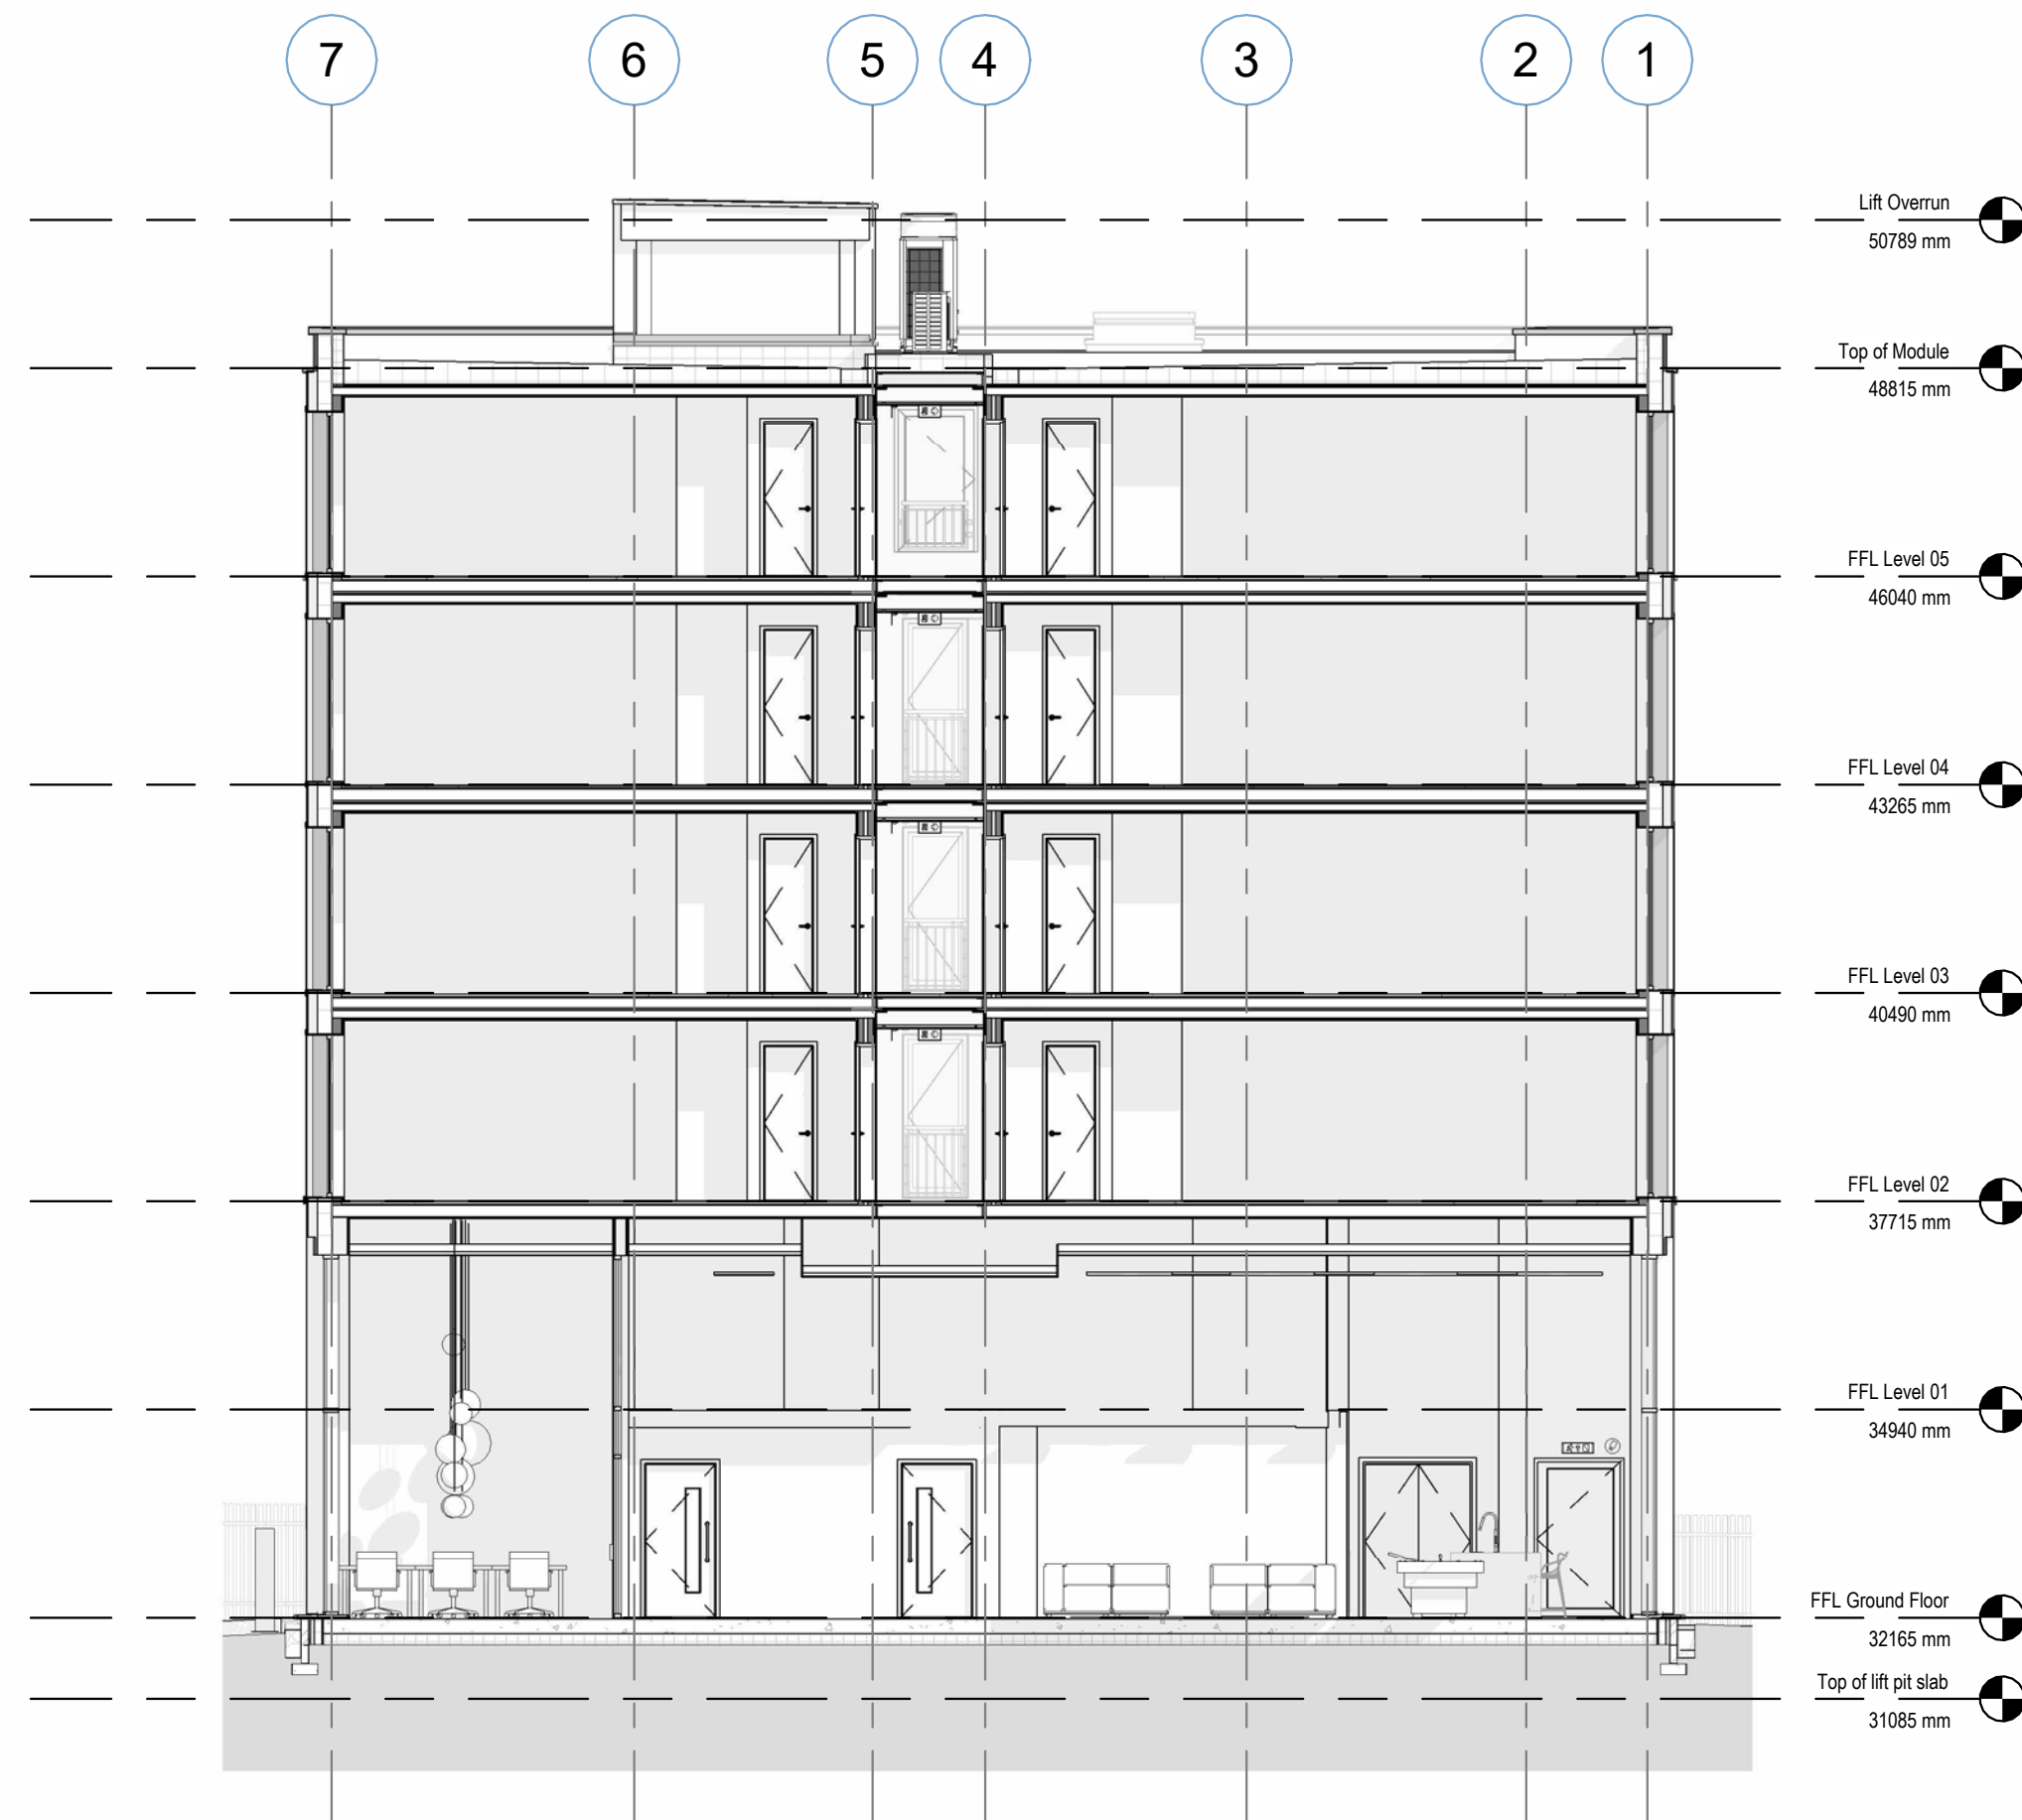 7 6 5 4 3 2 1
Lift Overrun
50789 mm
Top of Module
48815 mm
FFL Level 05
46040 mm
FFL Level 04
43265 mm
FFL Level 03
40490 mm
FFL Level 02
37715 mm
FFL Level 01
34940 mm
FFL Ground Floor
32165 mm
Top of lift pit slab
31085 mm